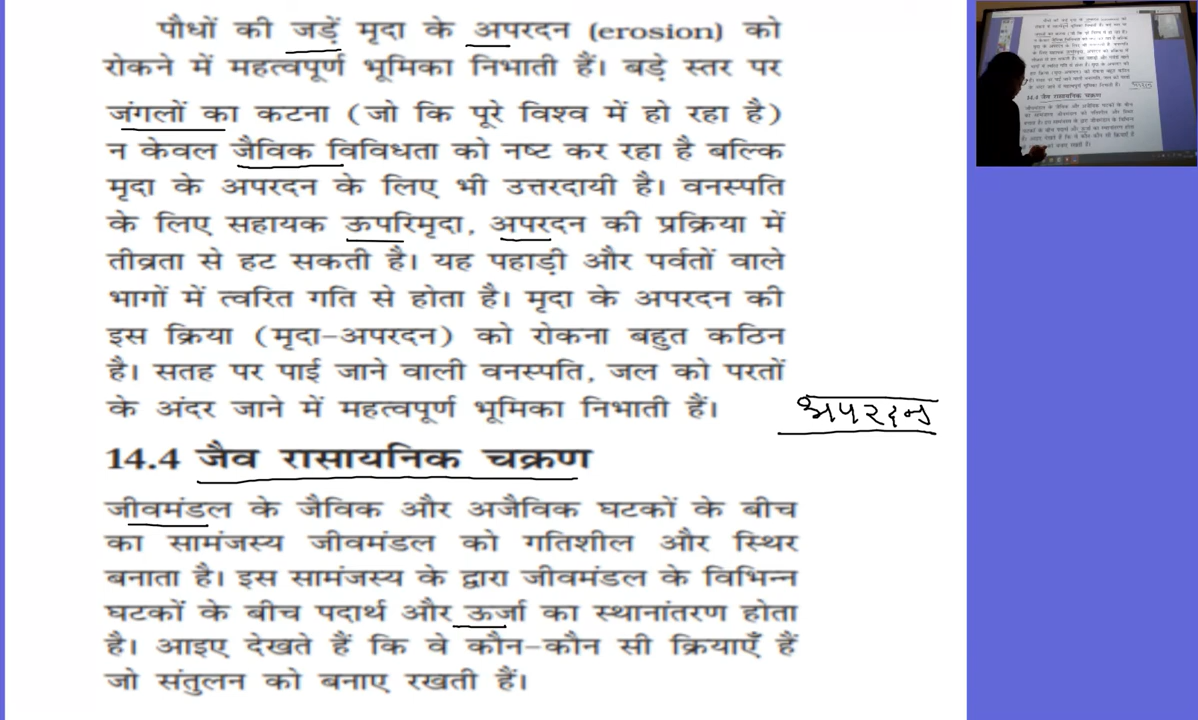 पौधों की जड़ें मृदा के अपरदन (erosion) को
रोकने में महत्वपूर्ण भूमिका निभाती हैं। बड़े स्तर पर
जंगलों का कटना (जो कि पूरे विश्व में हो रहा है)
न केवल जैविक विविधता को नष्ट कर रहा है बल्कि
मृदा के अपरदन के लिए भी उत्तरदायी है। वनस्पति
के लिए सहायक ऊपरिमृदा, अपरदन की प्रक्रिया में
तीव्रता से हट सकती है। यह पहाड़ी और पर्वतों वाले
भागों में त्वरित गति से होता है। मृदा के अपरदन की
इस क्रिया (मृदा-अपरदन) को रोकना बहुत कठिन
है। सतह पर पाई जाने वाली वनस्पति, जल को परतों
के अंदर जाने में महत्वपूर्ण भूमिका निभाती हैं।
अपरदन
14.4 जैव रासायनिक चक्रण
जीवमंडल के जैविक और अजैविक घटकों के बीच
का सामंजस्य जीवमंडल को गतिशील और स्थिर
बनाता है। इस सामंजस्य के द्वारा जीवमंडल के विभिन्न
घटकों के बीच पदार्थ और ऊर्जा का स्थानांतरण होता
है। आइए देखते हैं कि वे कौन-कौन सी क्रियाएँ हैं
जो संतुलन को बनाए रखती हैं।